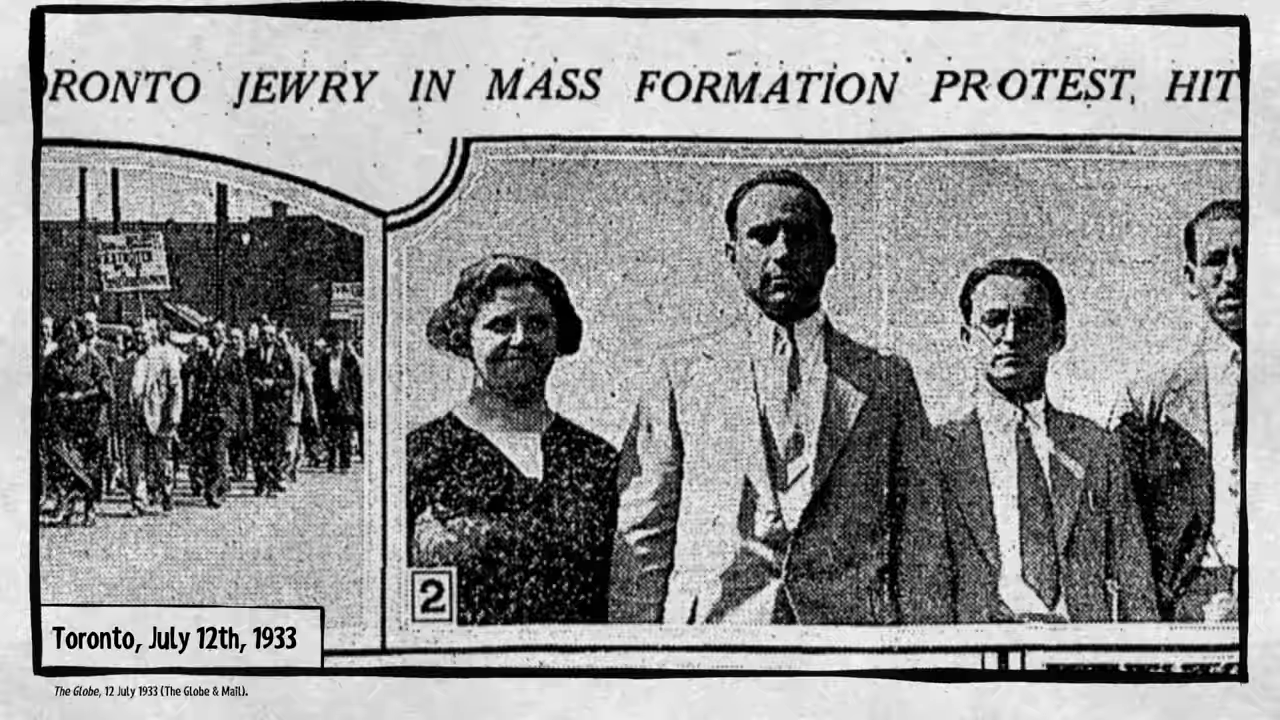 ORONTO JEWRY IN MASS FORMATION PROTEST, HIT
2
Toronto, July 12th, 1933
The Globe, 12 July 1933 (The Globe & Mail).